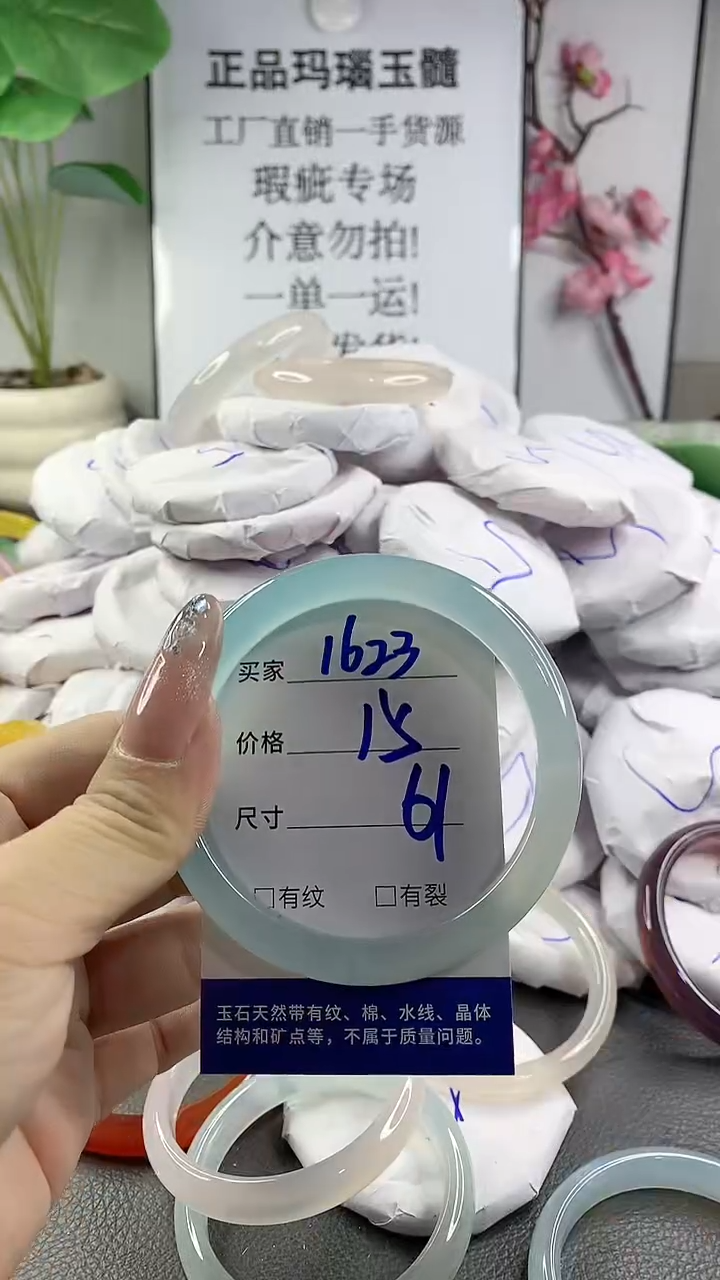 正品玛瑙玉髓
工厂直销一手货源
瑕疵专场
介意勿拍!
一单一运!
发货!
买家 1623
价格 15
尺寸 61
□有纹 □有裂
玉石天然带有纹、棉、水线、晶体
结构和矿点等，不属于质量问题。